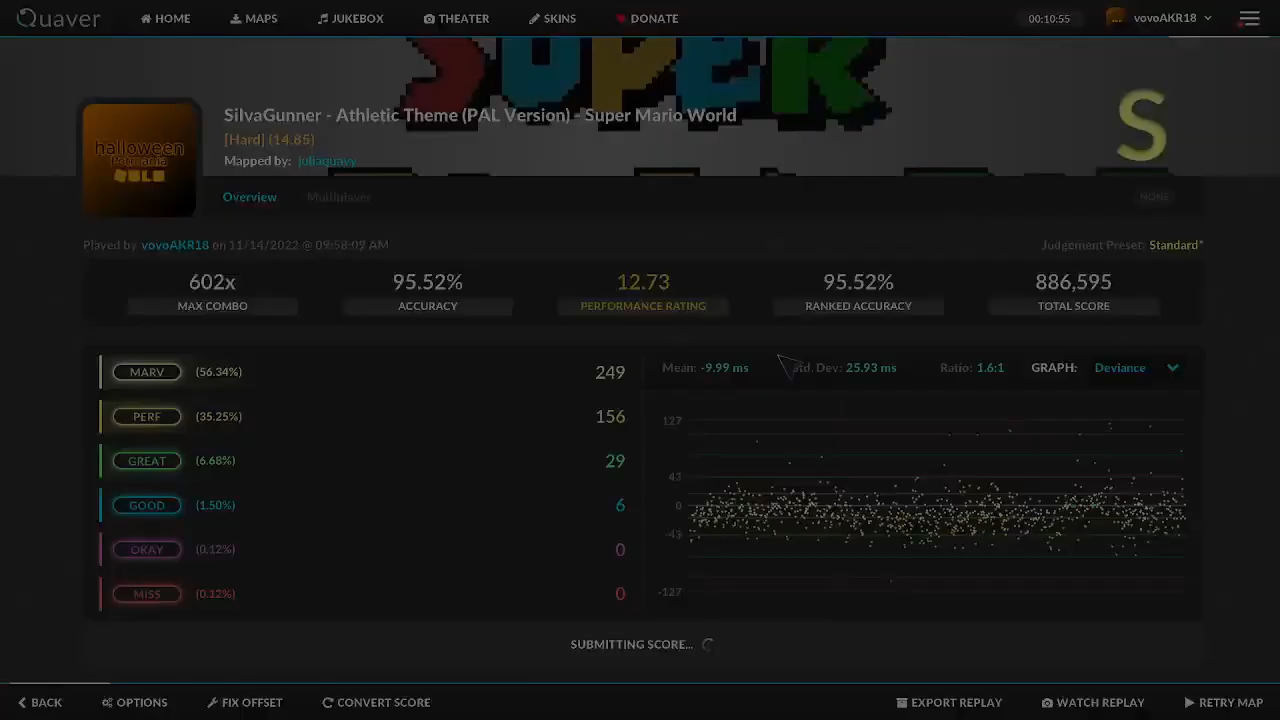 Quaver HOME MAPS JUKEBOX THEATER SKINS DONATE 00:10:55 vovoAKR18
SUPER
SilvaGunner - Athletic Theme (PAL Version) - Super Mario World
[Hard] (14.85)
Mapped by: juliaguayy
S
halloween
Potmania
Overview Multiplayer NONE
Played by vovoAKR18 on 11/14/2022 @ 09:58:09 AM Judgement Preset: Standard*
602x 95.52% 12.73 95.52% 886,595
MAX COMBO ACCURACY PERFORMANCE RATING RANKED ACCURACY TOTAL SCORE
MARV (56.34%) 249
PERF (35.25%) 156
GREAT (6.68%) 29
GOOD (1.50%) 6
OKAY (0.12%) 0
MISS (0.12%) 0
Mean: -9.99 ms Std. Dev: 25.93 ms Ratio: 1.6:1 GRAPH: Deviance
127
43
0
-43
-127
SUBMITTING SCORE...
BACK OPTIONS FIX OFFSET CONVERT SCORE EXPORT REPLAY WATCH REPLAY RETRY MAP